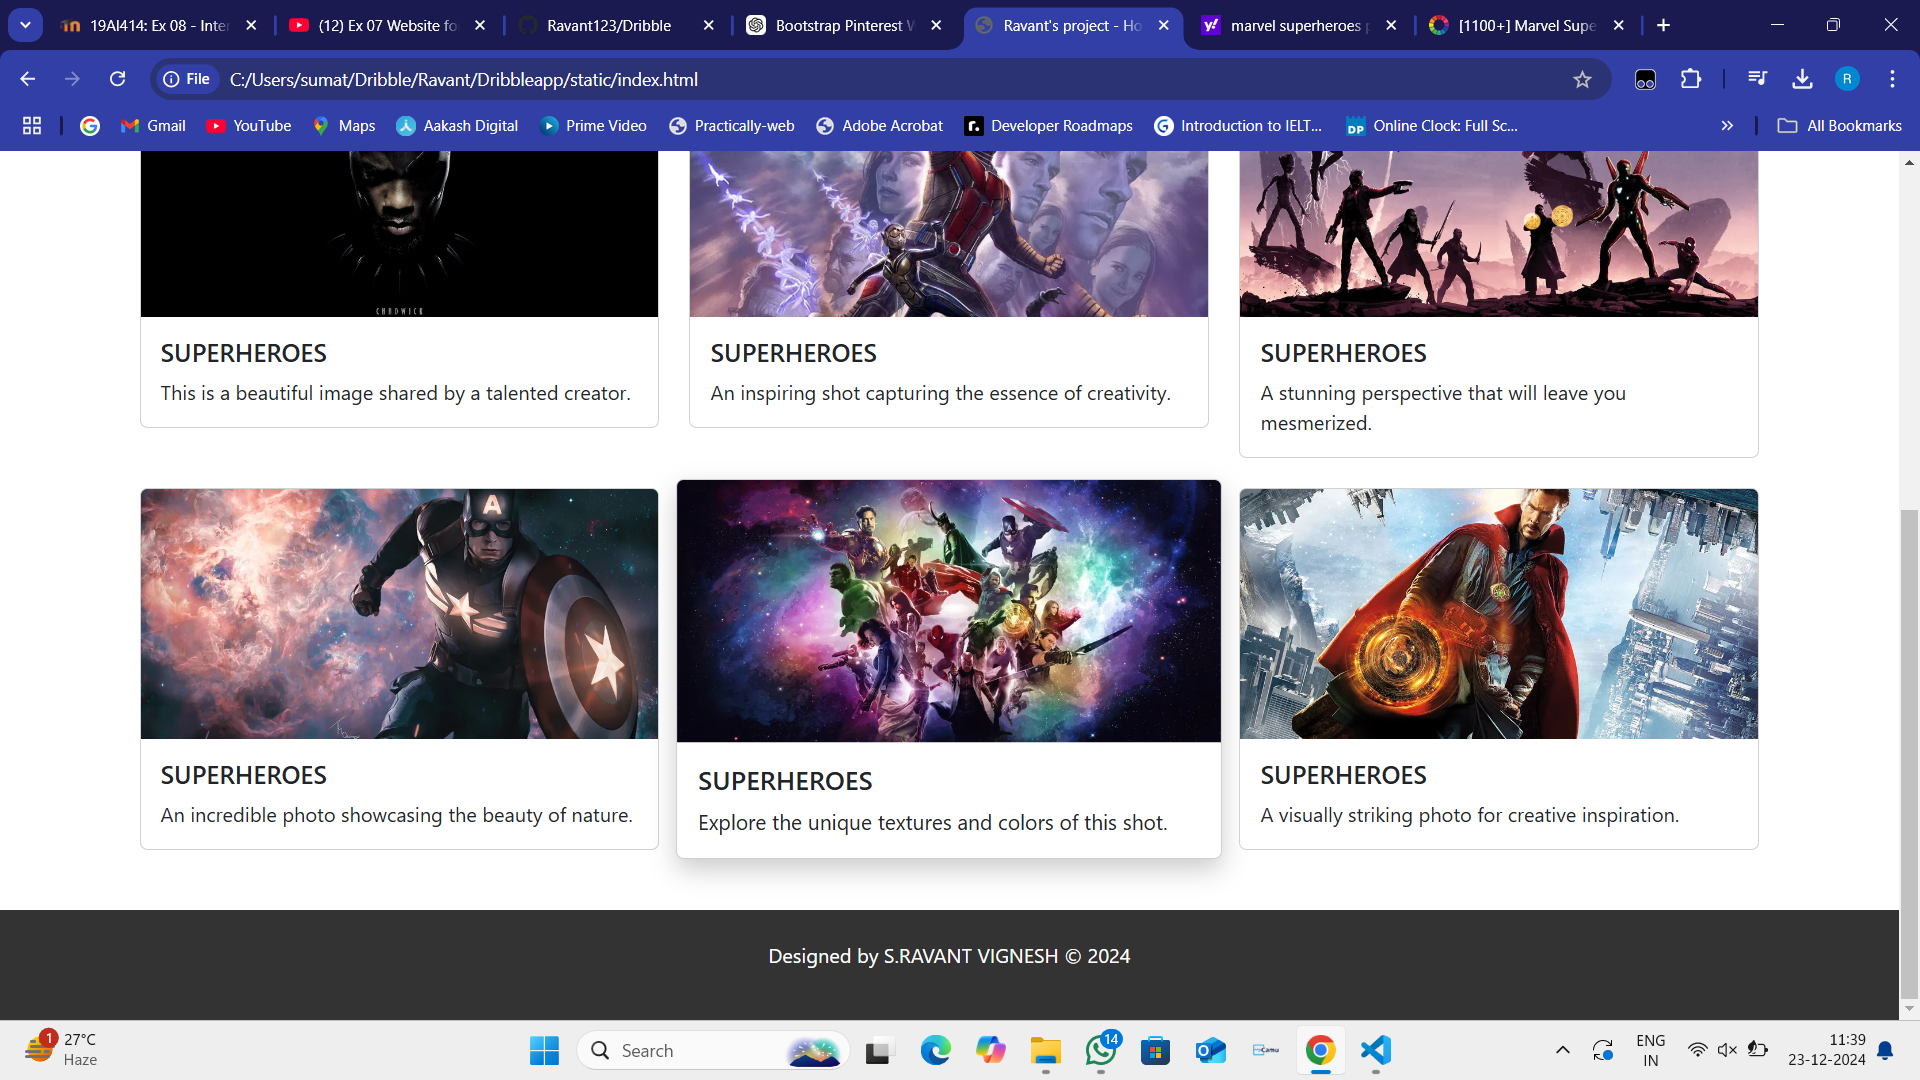 19AI414: Ex 08 - Inter
(12) Ex 07 Website fo
Ravant123/Dribble
Bootstrap Pinterest W
Ravant's project - Ho
marvel superheroes p
[1100+] Marvel Supe
File
C:/Users/sumat/Dribble/Ravant/Dribbleapp/static/index.html
R
Gmail
YouTube
Maps
Aakash Digital
Prime Video
Practically-web
Adobe Acrobat
Developer Roadmaps
Introduction to IELT...
DP
Online Clock: Full Sc...
All Bookmarks
CHADWICK
SUPERHEROES
This is a beautiful image shared by a talented creator.
SUPERHEROES
An inspiring shot capturing the essence of creativity.
SUPERHEROES
A stunning perspective that will leave you
mesmerized.
A
SUPERHEROES
An incredible photo showcasing the beauty of nature.
SUPERHEROES
Explore the unique textures and colors of this shot.
SUPERHEROES
A visually striking photo for creative inspiration.
Designed by S.RAVANT VIGNESH © 2024
1
27°C
Haze
Search
14
Camu
ENG
IN
11:39
23-12-2024